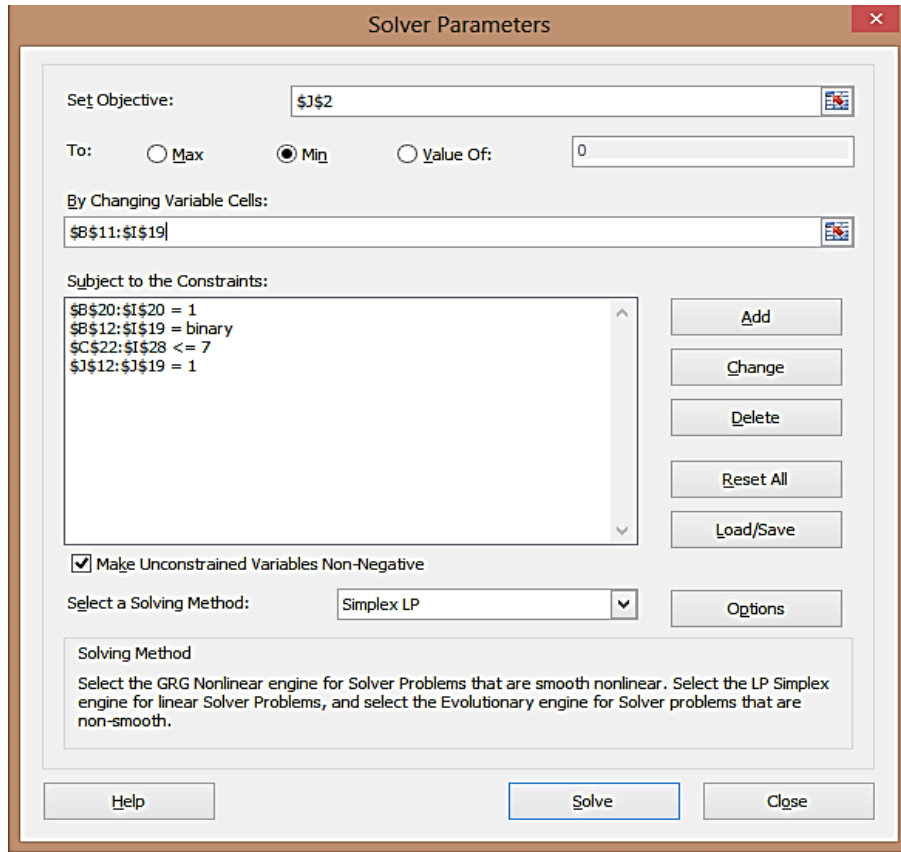 Solver Parameters
Set Objective:
$J$2
To:
Max
Min
Value Of:
0
By Changing Variable Cells:
$B$11:$I$19
Subject to the Constraints:
$B$20:$I$20 = 1
$B$12:$I$19 = binary
$C$22:$I$28 <= 7
$J$12:$J$19 = 1
Add
Change
Delete
Reset All
Load/Save
Make Unconstrained Variables Non-Negative
Select a Solving Method:
Simplex LP
Options
Solving Method
Select the GRG Nonlinear engine for Solver Problems that are smooth nonlinear. Select the LP Simplex
engine for linear Solver Problems, and select the Evolutionary engine for Solver problems that are
non-smooth.
Help
Solve
Close